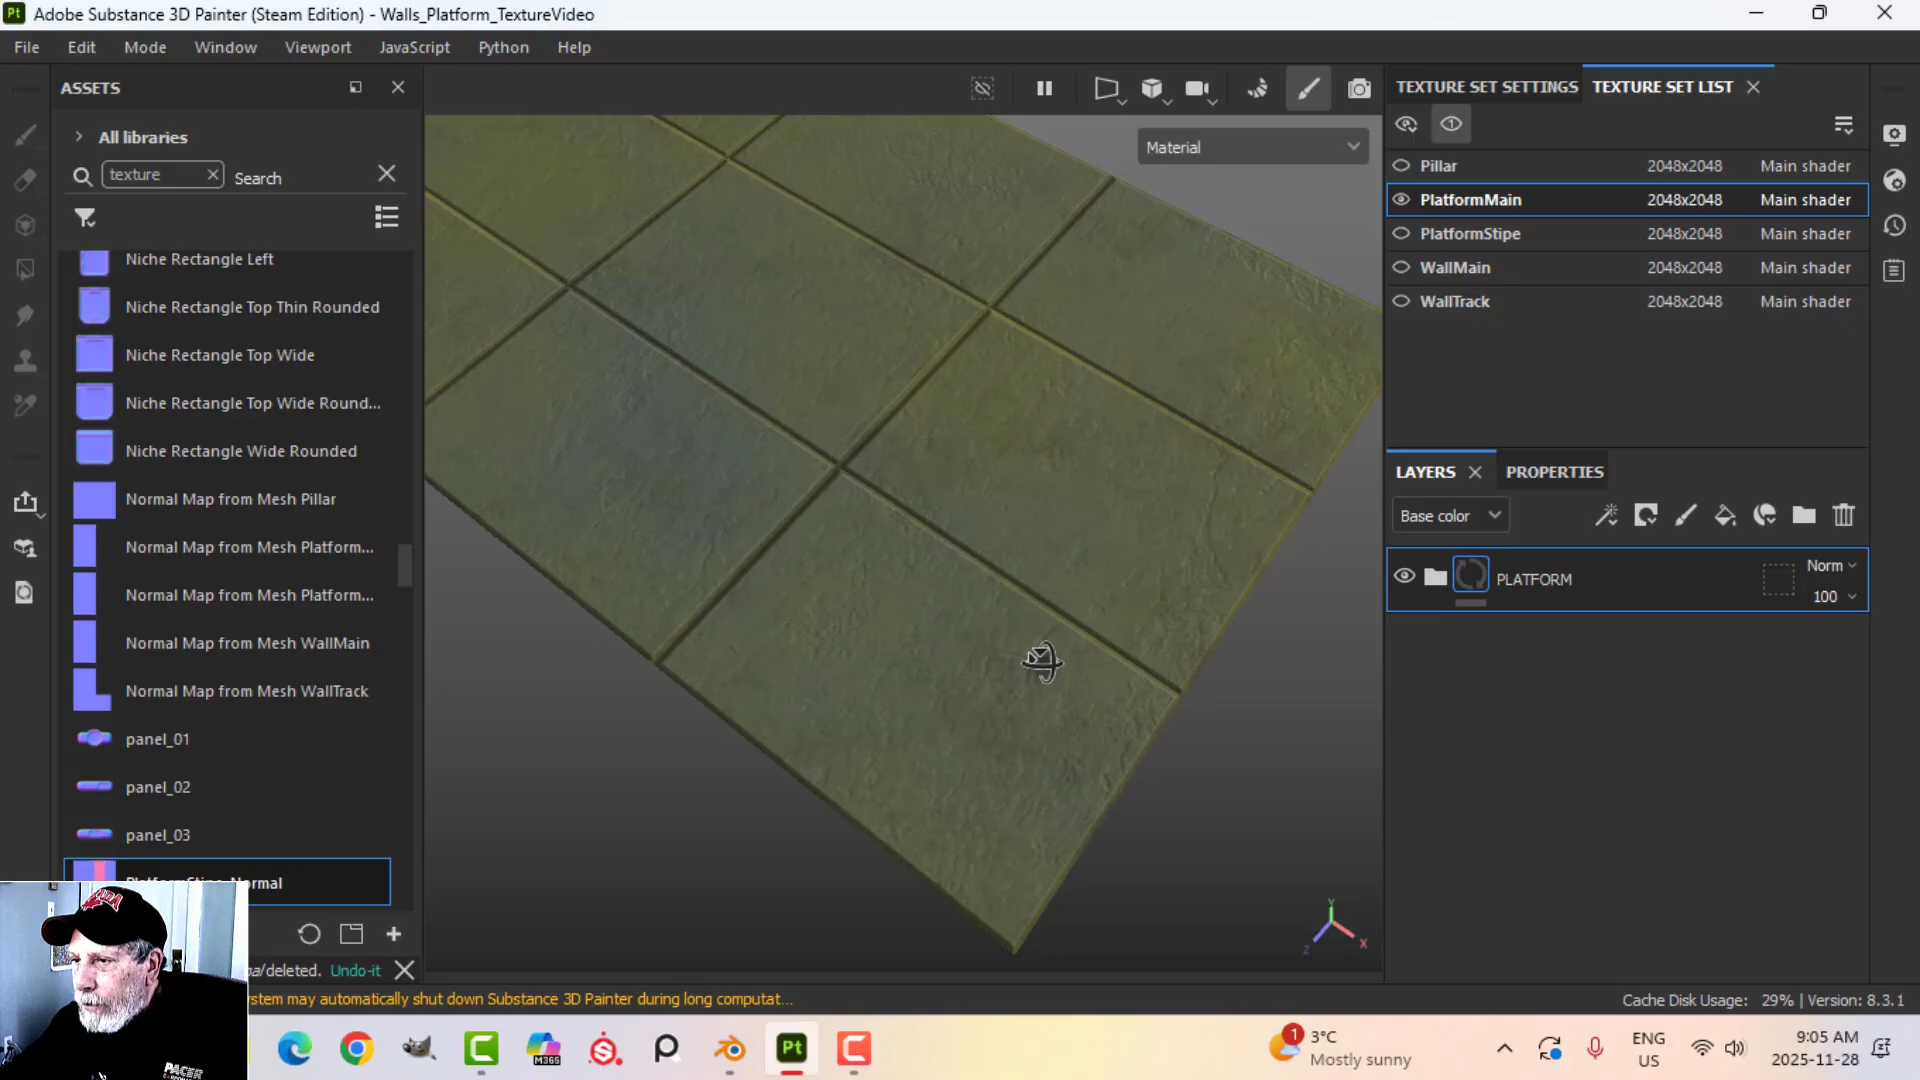 Pt Adobe Substance 3D Painter (Steam Edition) - Walls_Platform_TextureVideo
File Edit Mode Window Viewport JavaScript Python Help
ASSETS
All libraries
texture Search
Niche Rectangle Left
Niche Rectangle Top Thin Rounded
Niche Rectangle Top Wide
Niche Rectangle Top Wide Round...
Niche Rectangle Wide Rounded
Normal Map from Mesh Pillar
Normal Map from Mesh Platform...
Normal Map from Mesh Platform...
Normal Map from Mesh WallMain
Normal Map from Mesh WallTrack
panel_01
panel_02
panel_03
deleted. Undo-it
may automatically shut down Substance 3D Painter during long computat...
Material
Y
Z
X
TEXTURE SET SETTINGS TEXTURE SET LIST
1
Pillar 2048x2048 Main shader
PlatformMain 2048x2048 Main shader
PlatformStipe 2048x2048 Main shader
WallMain 2048x2048 Main shader
WallTrack 2048x2048 Main shader
LAYERS PROPERTIES
Base color
PLATFORM Norm
100
Cache Disk Usage: 29% | Version: 8.3.1
M365
Pt
1
3°C
Mostly sunny
ENG
US
9:05 AM
2025-11-28
PACER